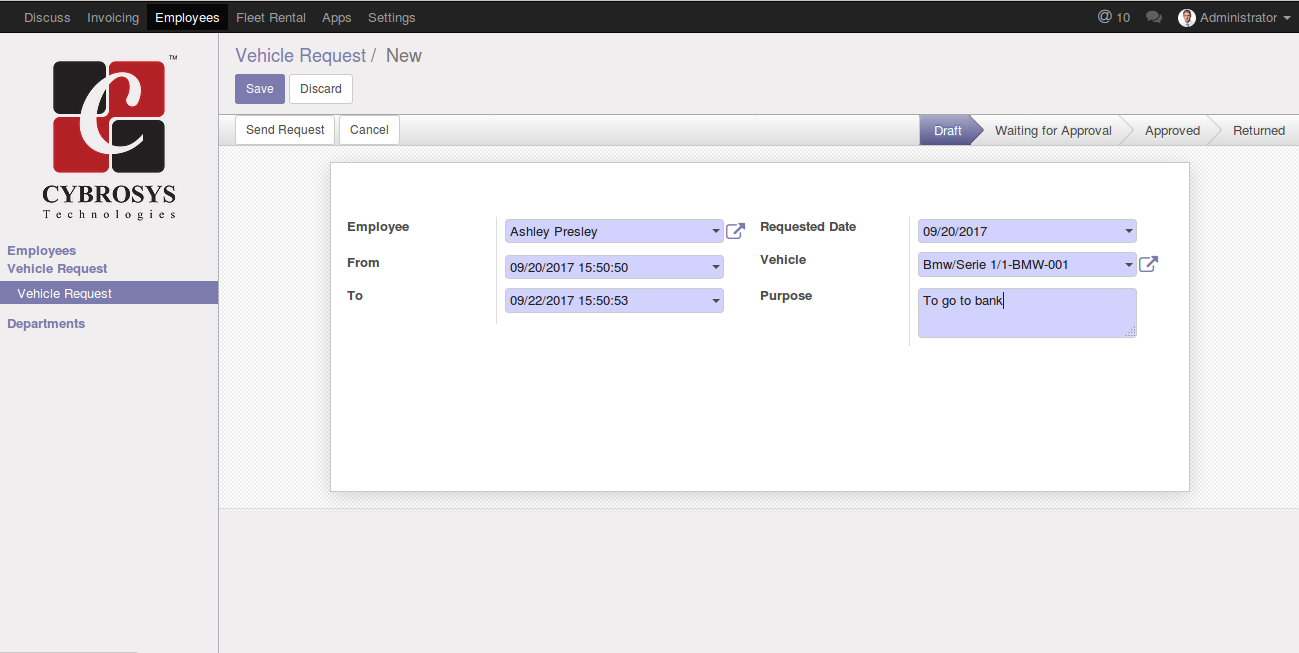 Discuss Invoicing Employees Fleet Rental Apps Settings @ 10 Administrator
Vehicle Request / New
Save Discard
Send Request Cancel Draft Waiting for Approval Approved Returned
C ™
CYBROSYS
Technologies
Employees
Vehicle Request
Vehicle Request
Departments
Employee Ashley Presley
From 09/20/2017 15:50:50
To 09/22/2017 15:50:53
Requested Date 09/20/2017
Vehicle Bmw/Serie 1/1-BMW-001
Purpose To go to bank